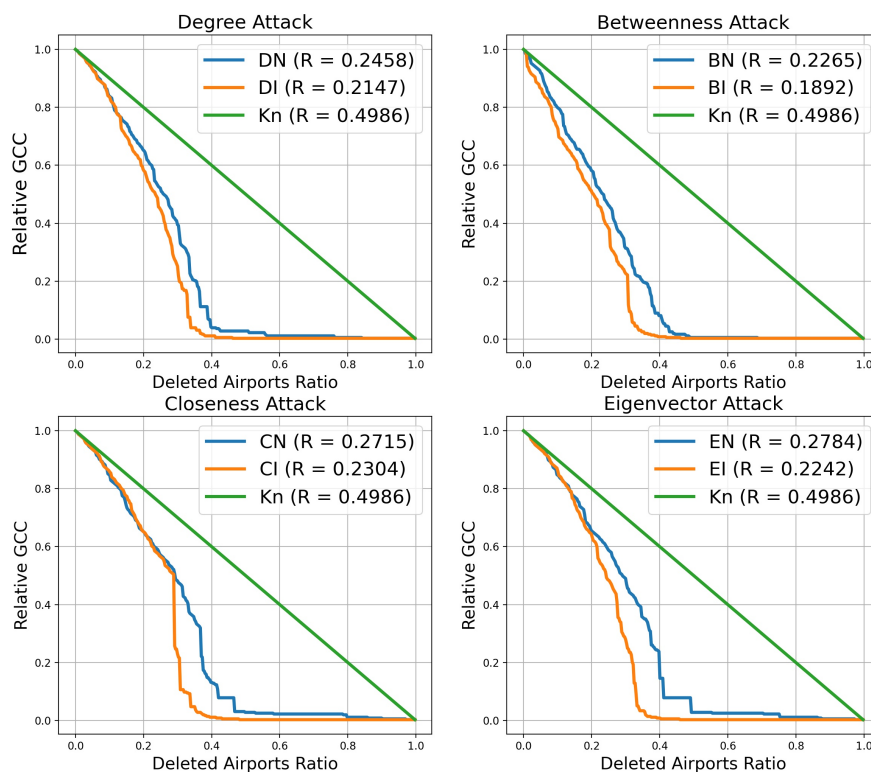 Degree Attack
Relative GCC
1.0
0.8
0.6
0.4
0.2
0.0
DN (R = 0.2458)
DI (R = 0.2147)
Kn (R = 0.4986)
0.0 0.2 0.4 0.6 0.8 1.0
Deleted Airports Ratio
Betweenness Attack
Relative GCC
1.0
0.8
0.6
0.4
0.2
0.0
BN (R = 0.2265)
BI (R = 0.1892)
Kn (R = 0.4986)
0.0 0.2 0.4 0.6 0.8 1.0
Deleted Airports Ratio
Closeness Attack
Relative GCC
1.0
0.8
0.6
0.4
0.2
0.0
CN (R = 0.2715)
CI (R = 0.2304)
Kn (R = 0.4986)
0.0 0.2 0.4 0.6 0.8 1.0
Deleted Airports Ratio
Eigenvector Attack
Relative GCC
1.0
0.8
0.6
0.4
0.2
0.0
EN (R = 0.2784)
EI (R = 0.2242)
Kn (R = 0.4986)
0.0 0.2 0.4 0.6 0.8 1.0
Deleted Airports Ratio